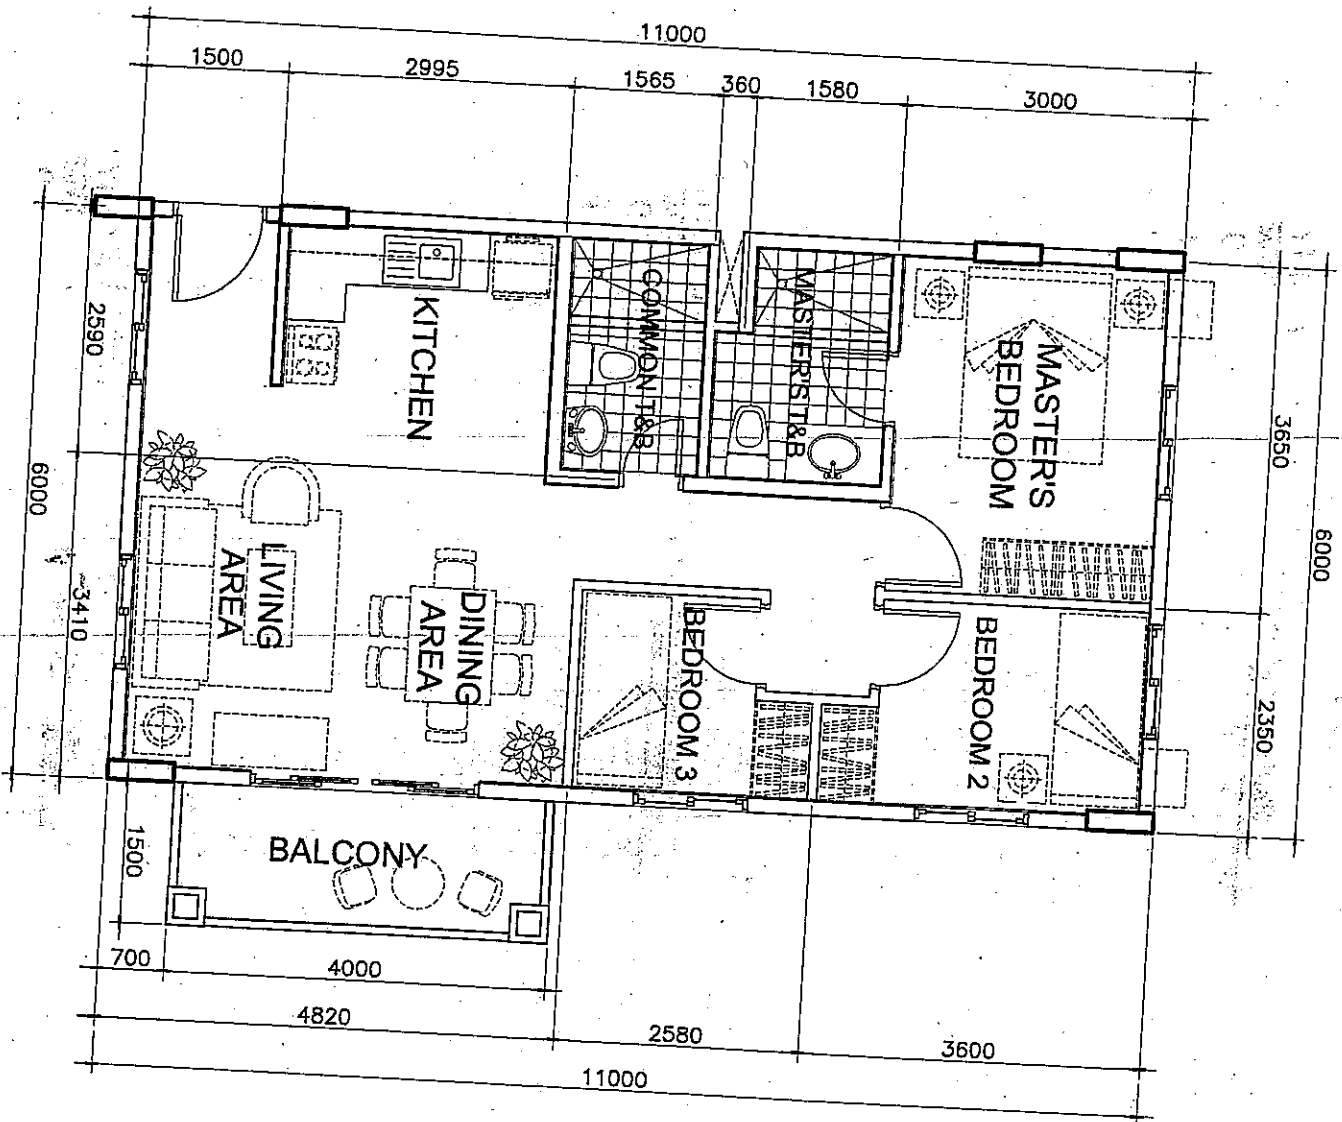 11000
1500
2995
1565
360
1580
3000
2590
6000
3410
KITCHEN
COMMON T&B
MASTER'S T&B
MASTER'S
BEDROOM
3650
6000
2350
LIVING
AREA
DINING
AREA
BEDROOM 3
BEDROOM 2
BALCONY
1500
700
4000
4820
2580
3600
11000